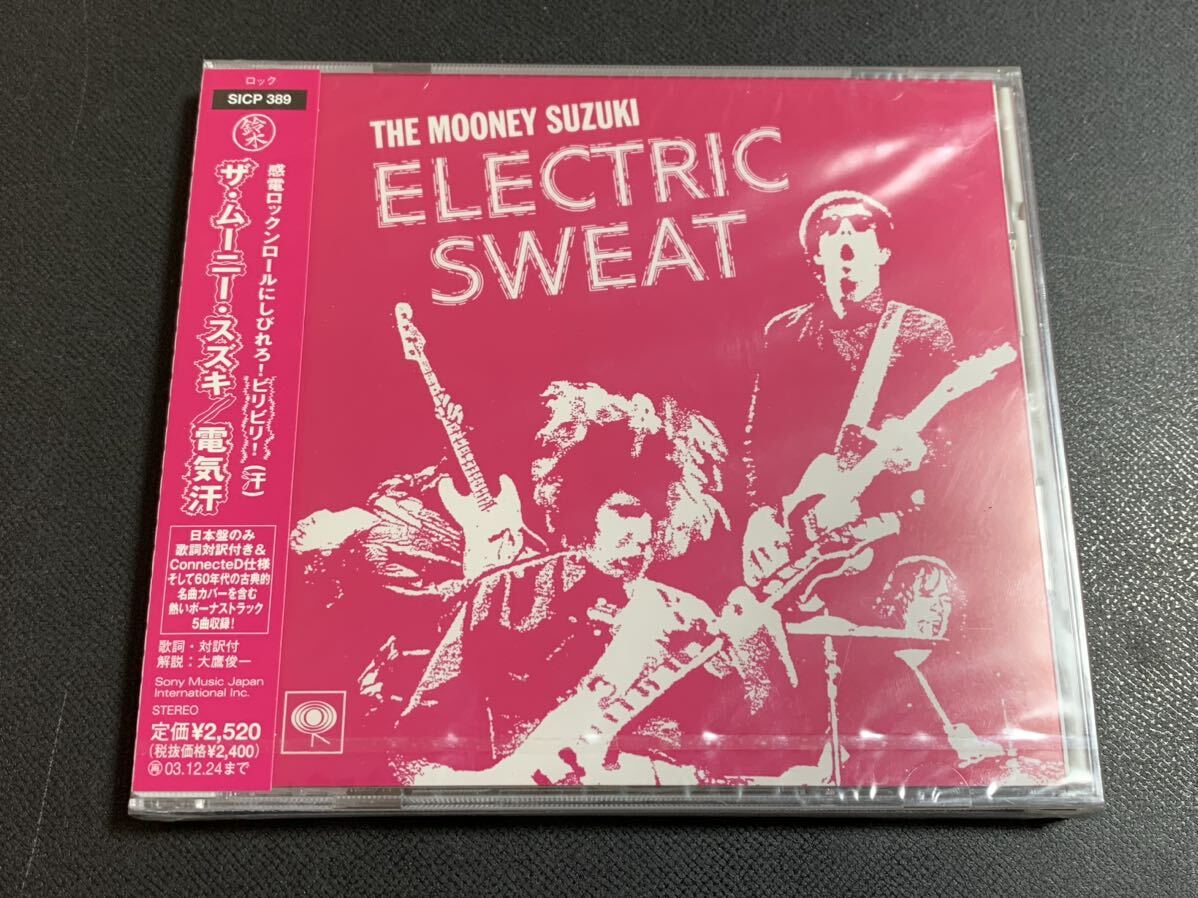 ロック
SICP 389
鈴木
感電ロックンロールにしびれろ！ビリビリ！（汗）
ザ・ムーニー・スズキ／電気汗
日本盤のみ
歌詞対訳付き＆
ConnecteD仕様
そして60年代の古典的
名曲カバーを含む
熱いボーナストラック
5曲収録！
歌詞・対訳付
解説：大鷹俊一
Sony Music Japan
International Inc.
STEREO
定価¥2,520
(税抜価格¥2,400)
再03.12.24まで
THE MOONEY SUZUKI
ELECTRIC
SWEAT